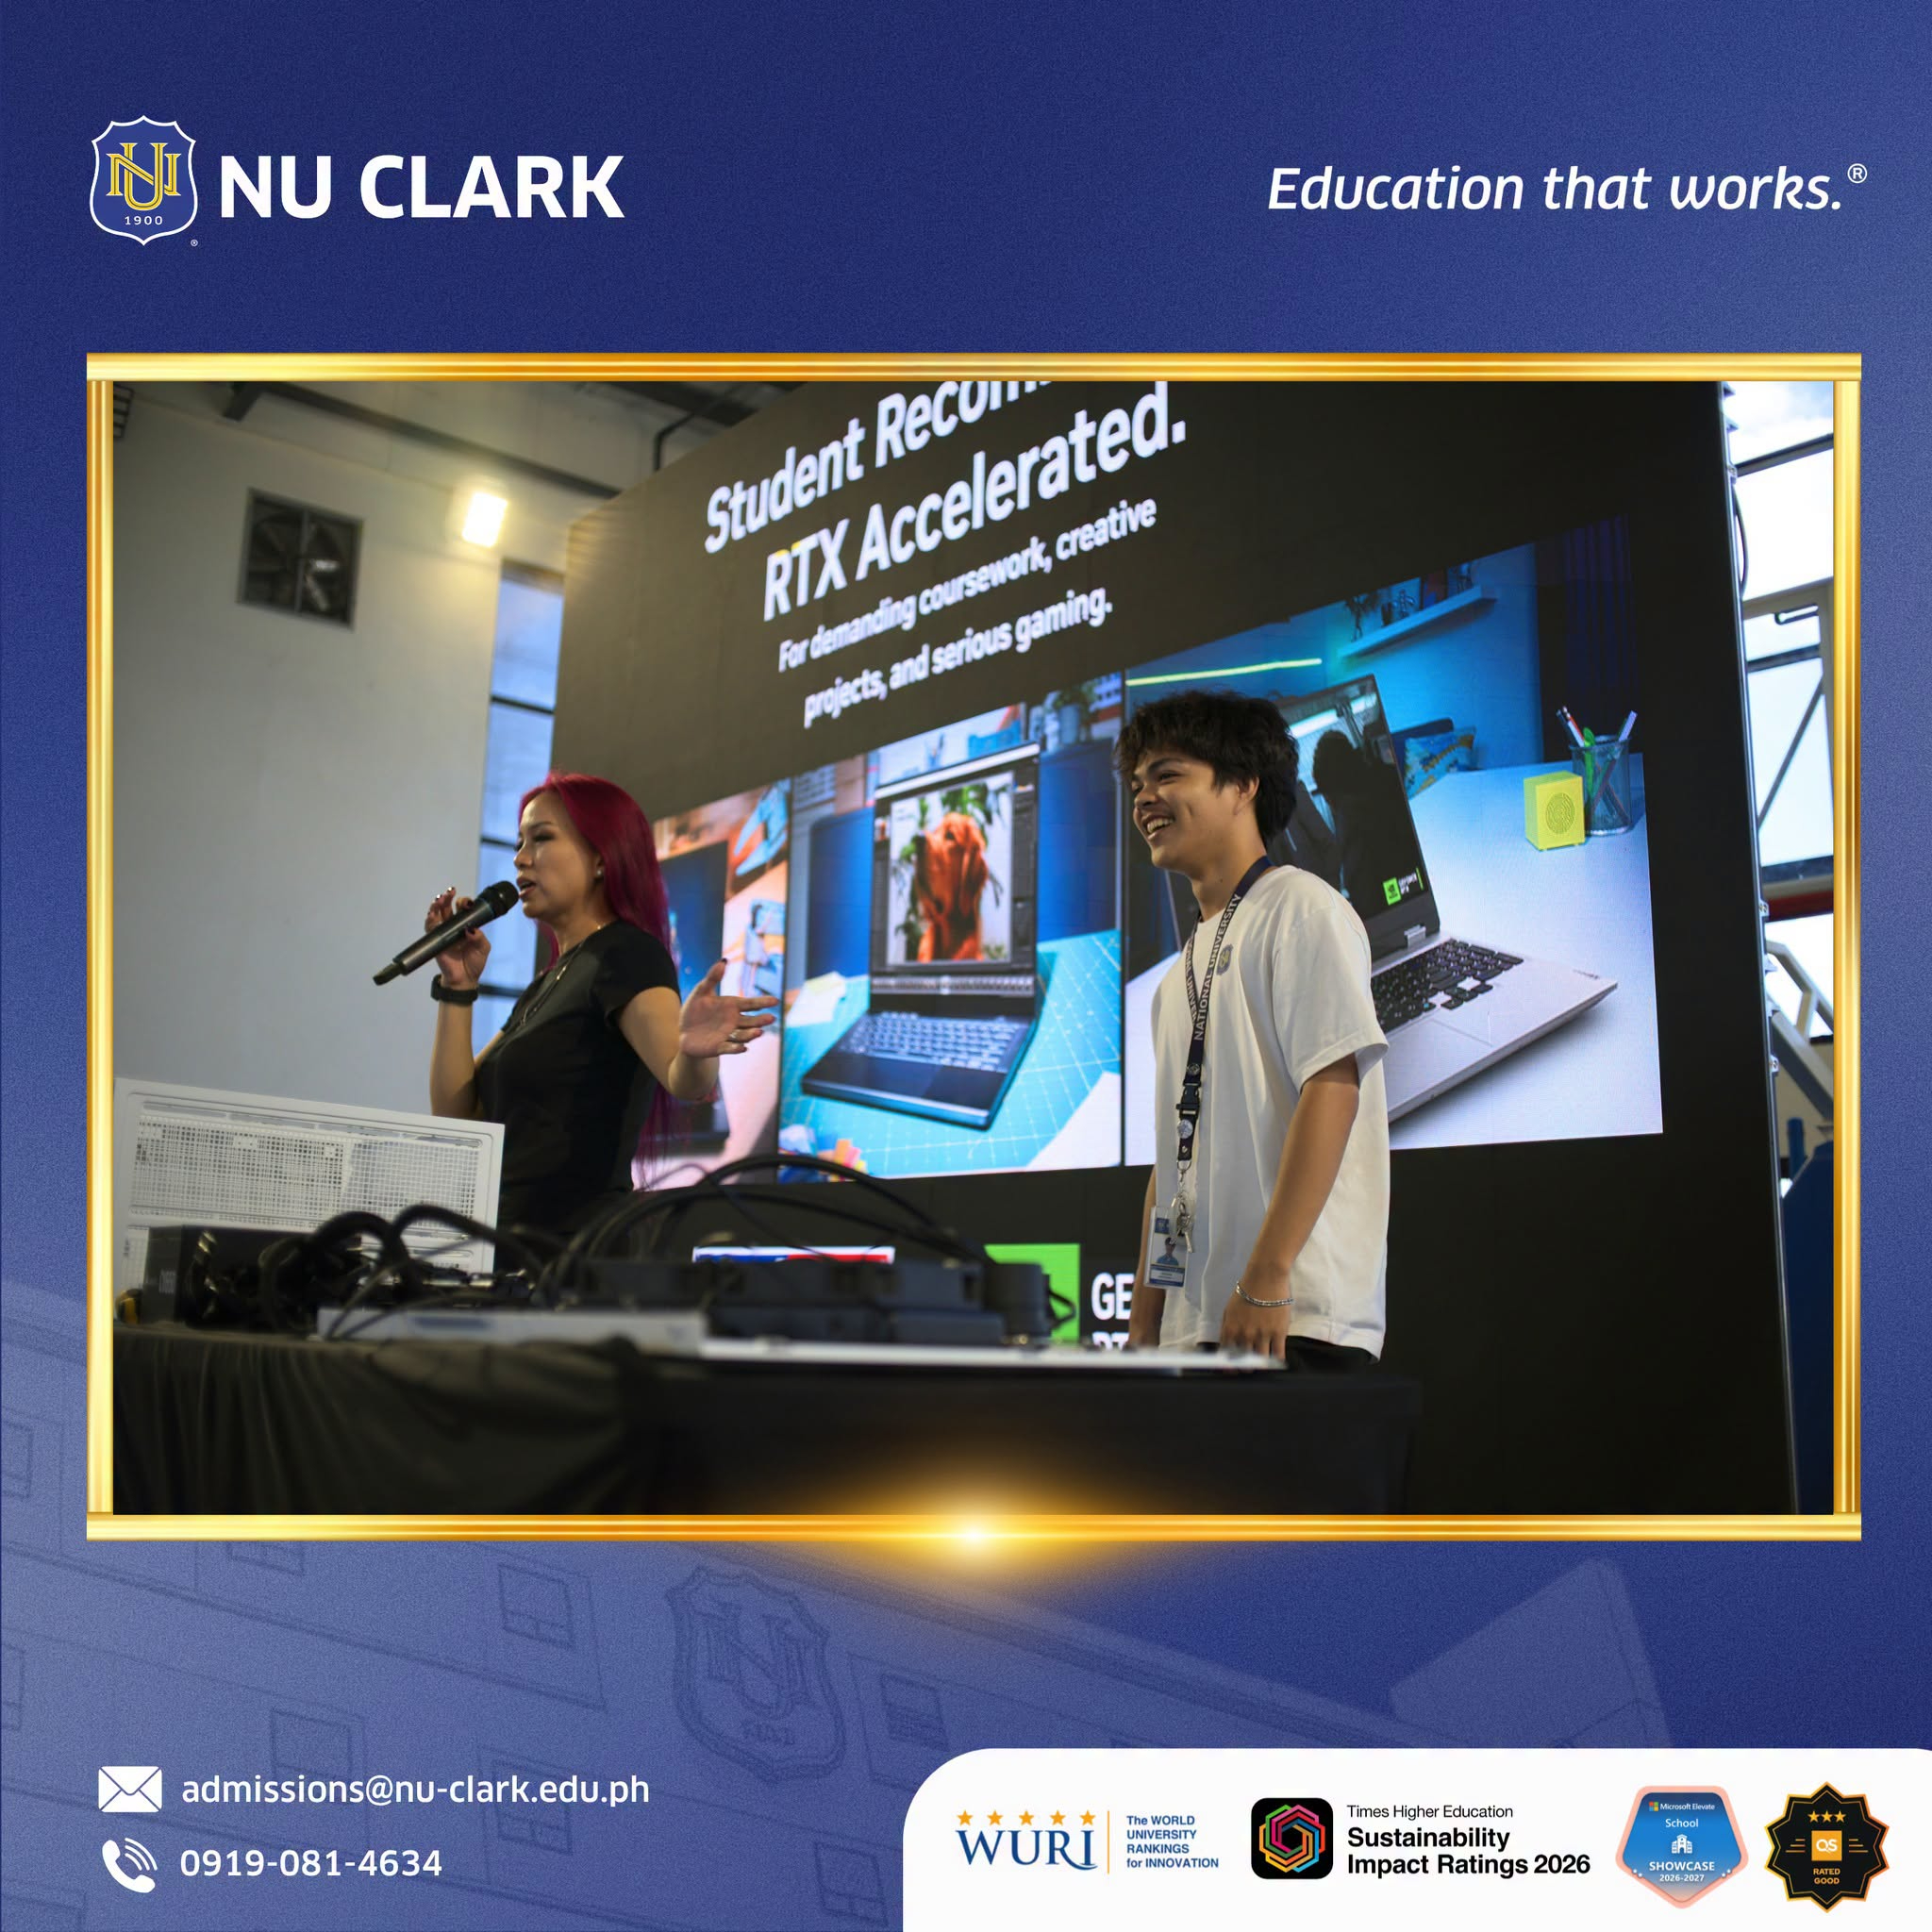 NU
1900
NU CLARK
Education that works.®
Student
RTX Accelerated.
For demanding coursework, creative
projects, and serious gaming.
NATIONAL UNIVERSITY
NU
admissions@nu-clark.edu.ph
0919-081-4634
WURI
The WORLD
UNIVERSITY
RANKINGS
for INNOVATION
Times Higher Education
Sustainability
Impact Ratings 2026
Microsoft Elevate
School
SHOWCASE
2026-2027
QS
RATED
GOOD